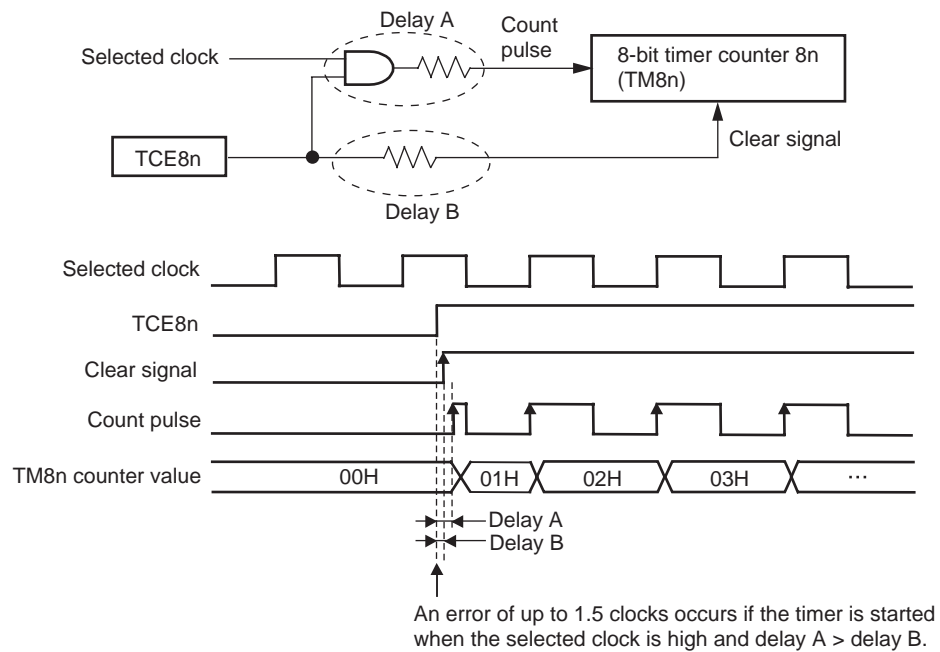 Delay A
Count
pulse
Selected clock
8-bit timer counter 8n
(TM8n)
Clear signal
TCE8n
Delay B
Selected clock
TCE8n
Clear signal
Count pulse
TM8n counter value
00H
01H
02H
03H
...
Delay A
Delay B
An error of up to 1.5 clocks occurs if the timer is started
when the selected clock is high and delay A > delay B.